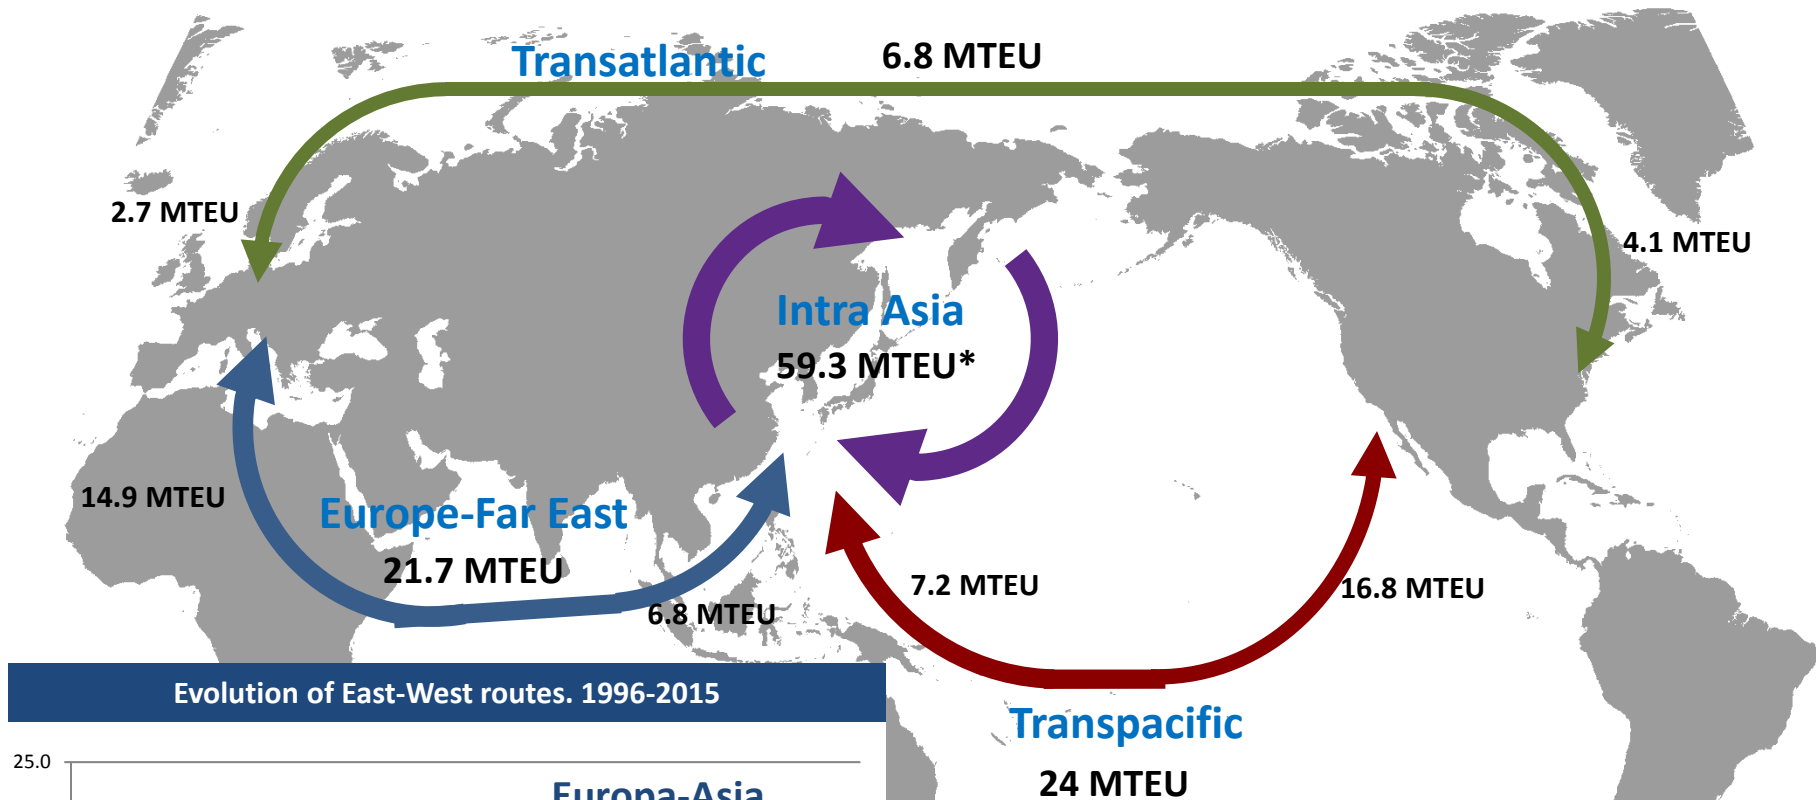 Transatlantic
6.8 MTEU
2.7 MTEU
4.1 MTEU
Intra Asia
59.3 MTEU*
14.9 MTEU
Europe-Far East
21.7 MTEU
6.8 MTEU
7.2 MTEU
16.8 MTEU
Transpacific
24 MTEU
Evolution of East-West routes. 1996-2015
25.0
Europa-Asia